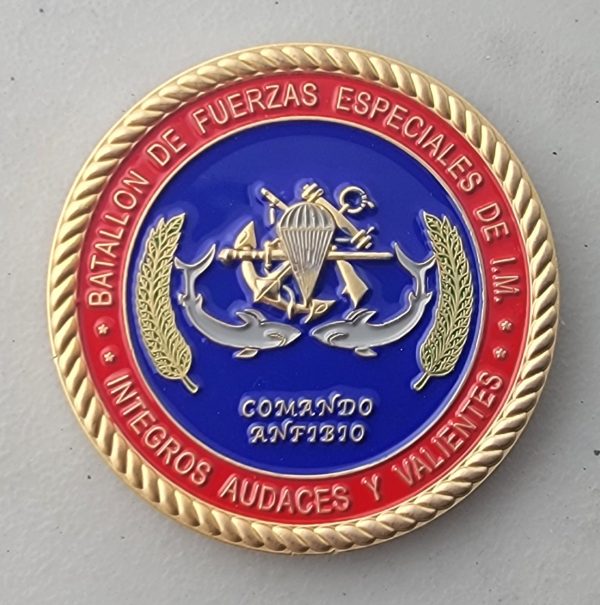 BATALLON DE FUERZAS ESPECIALES DE I.M.
COMANDO
ANFIBIO
INTEGROS AUDACES Y VALIENTES